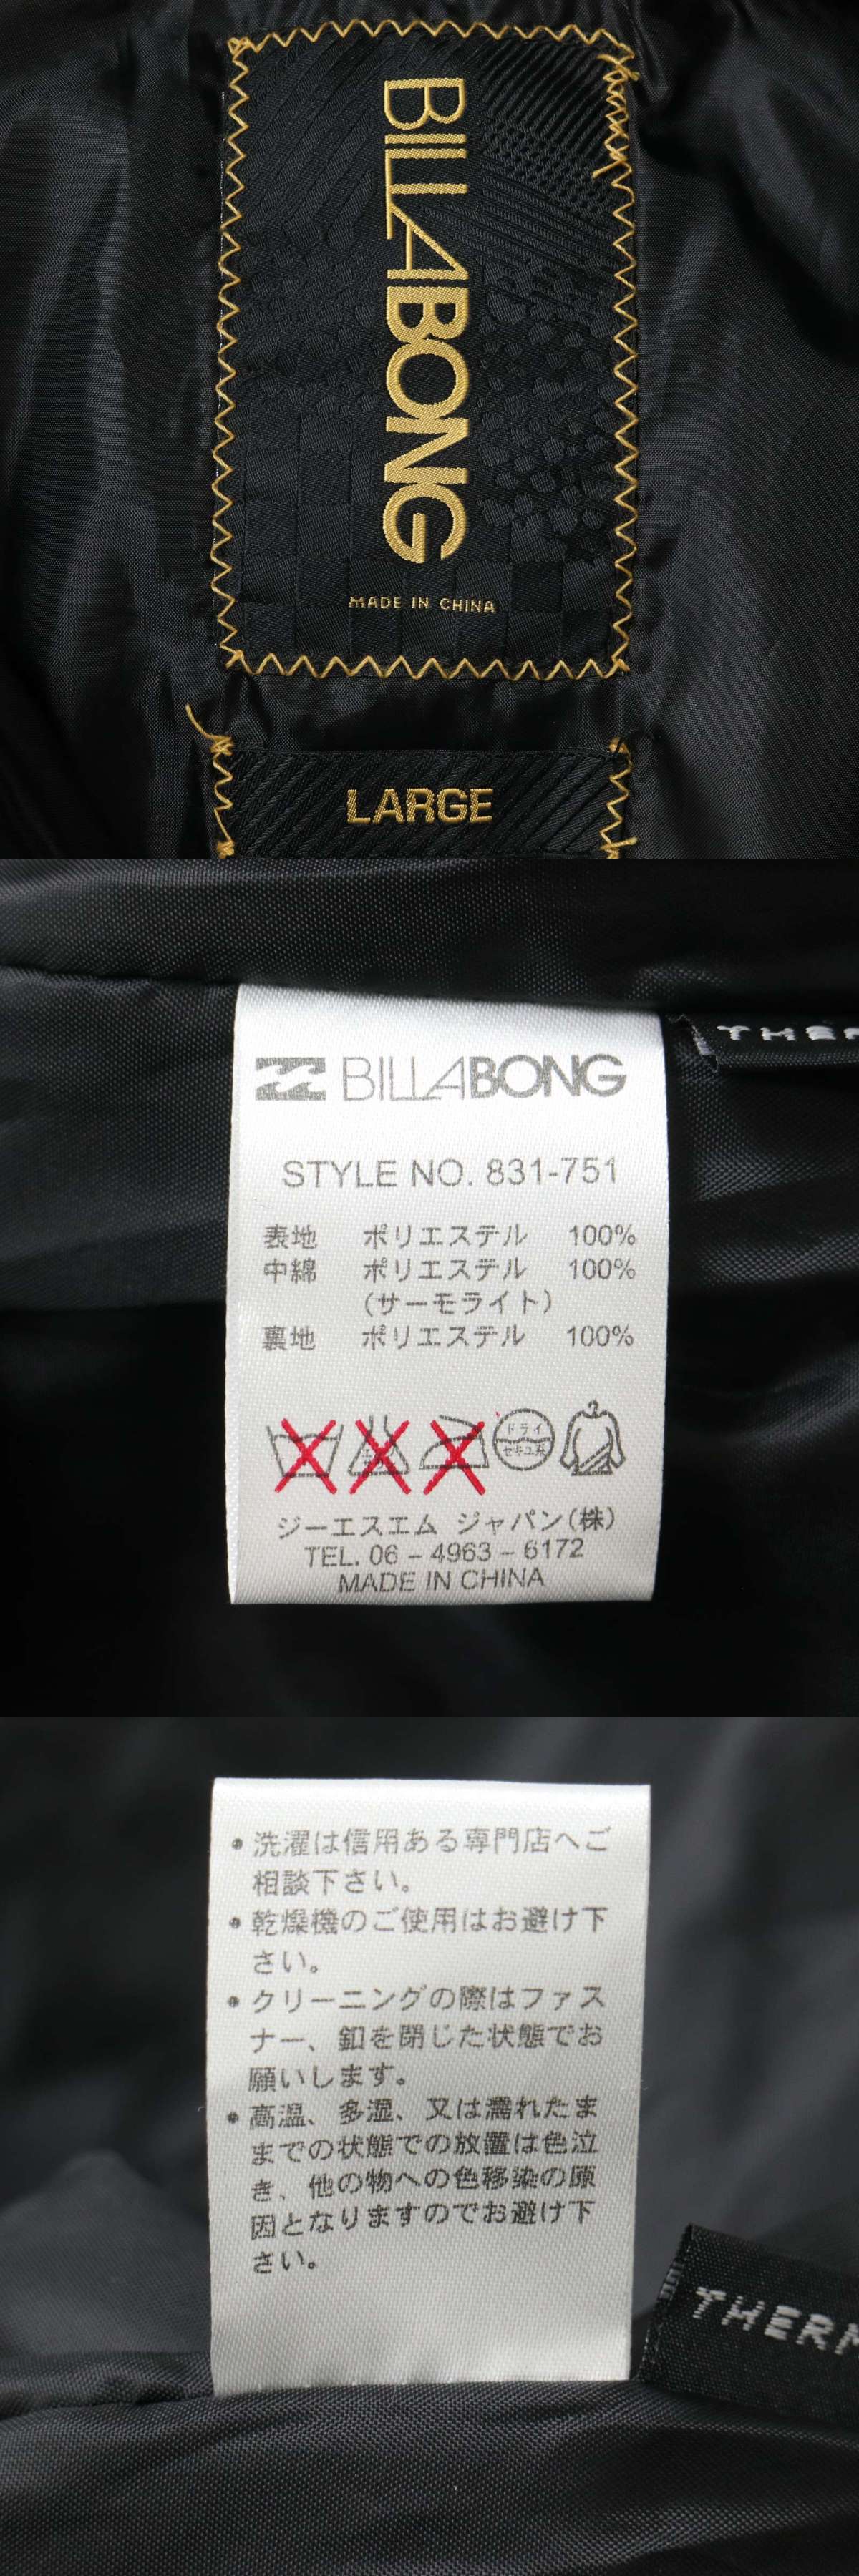 BILLABONG
MADE IN CHINA
LARGE
THER
BILLABONG
STYLE NO. 831-751
表地 ポリエステル 100%
中綿 ポリエステル 100%
(サーモライト)
裏地 ポリエステル 100%
ドライ
セキユ系
ジーエスエム ジャパン(株)
TEL. 06 – 4963 – 6172
MADE IN CHINA
• 洗濯は信用ある専門店へご
相談下さい。
• 乾燥機のご使用はお避け下
さい。
• クリーニングの際はファス
ナー、釦を閉じた状態でお
願いします。
• 高温、多湿、又は濡れたま
までの状態での放置は色泣
き、他の物への色移染の原
因となりますのでお避け下
さい。
THERM